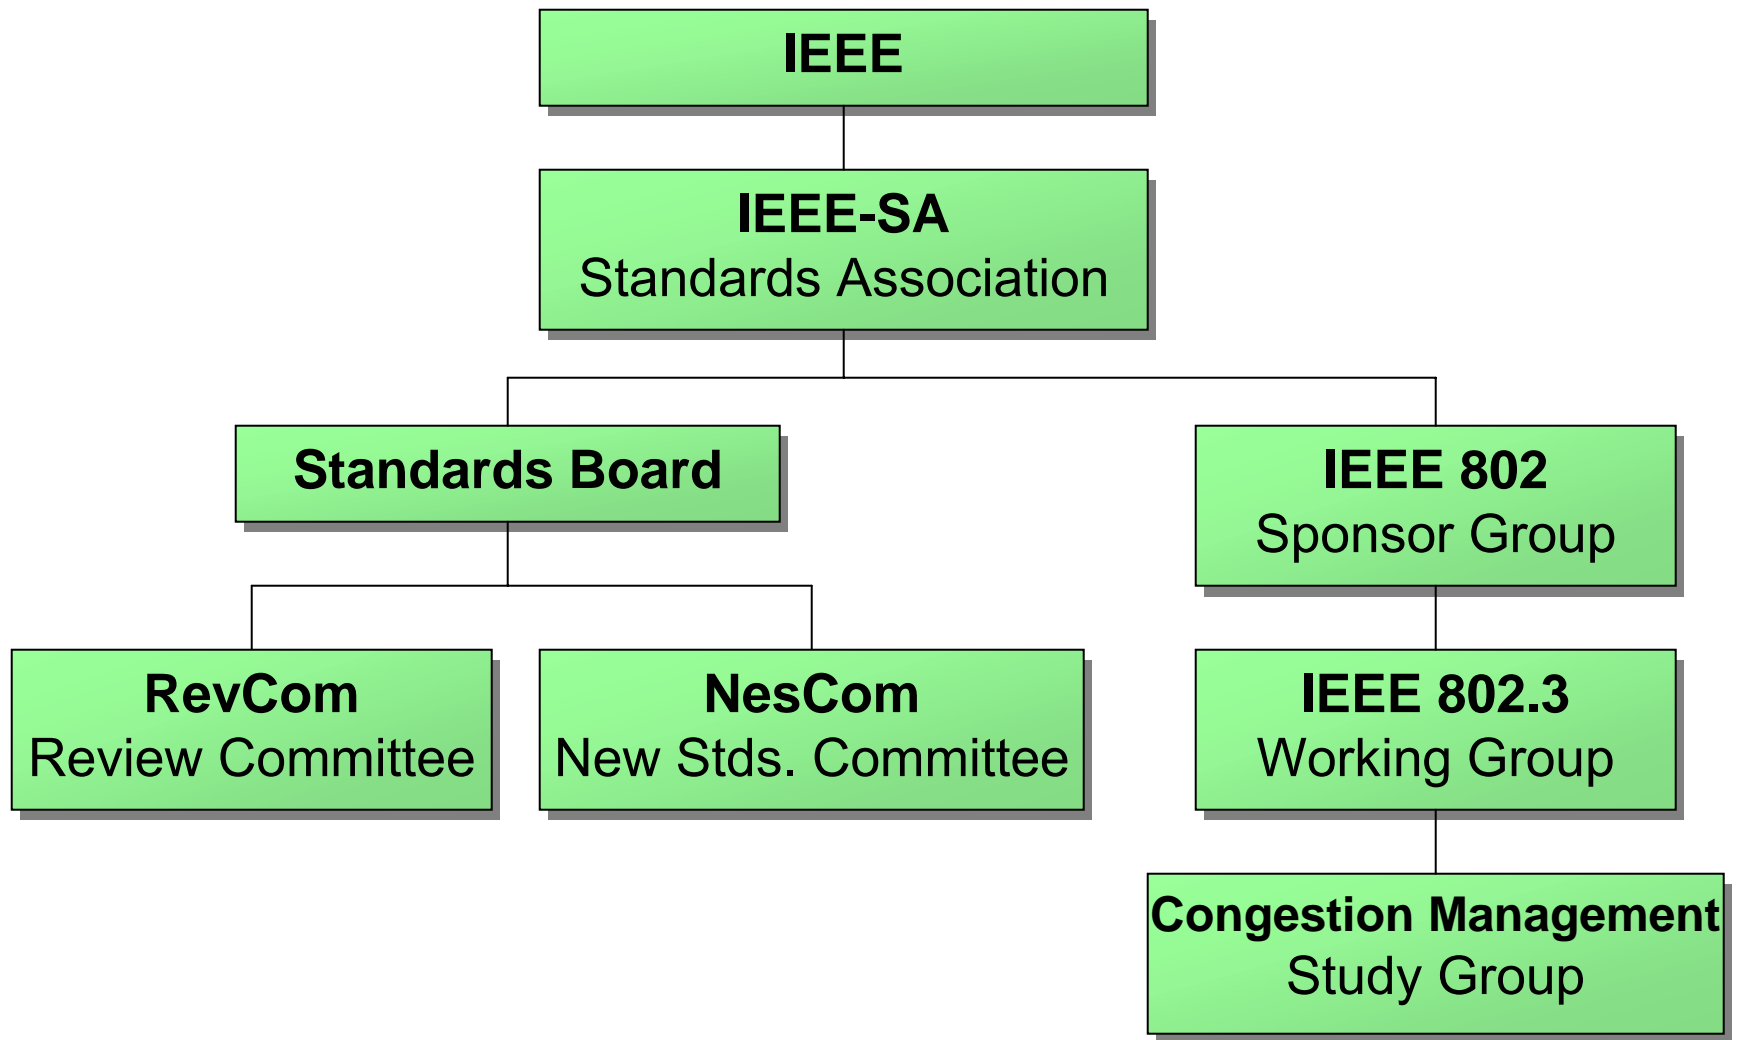 IEEE
IEEE-SA
Standards Association
Standards Board
IEEE 802
Sponsor Group
RevCom
Review Committee
NesCom
New Stds. Committee
IEEE 802.3
Working Group
Congestion Management
Study Group